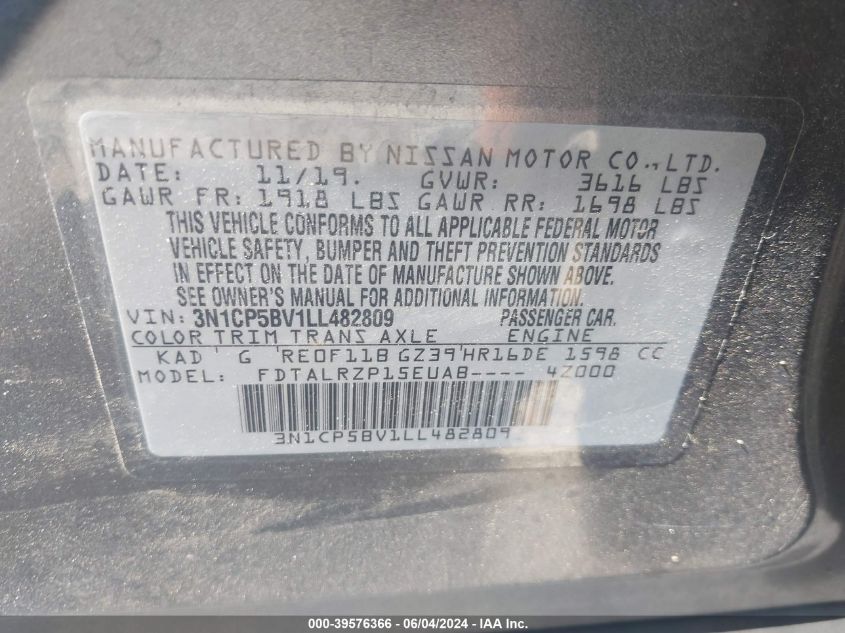 MANUFACTURED BY NISSAN MOTOR CO., LTD.
DATE: 11/19. GVWR: 3616 LBS
GAWR FR: 1918 LBS GAWR RR: 1698 LBS
THIS VEHICLE CONFORMS TO ALL APPLICABLE FEDERAL MOTOR
VEHICLE SAFETY, BUMPER AND THEFT PREVENTION STANDARDS
IN EFFECT ON THE DATE OF MANUFACTURE SHOWN ABOVE.
SEE OWNER'S MANUAL FOR ADDITIONAL INFORMATION.
VIN: 3N1CP5BV1LL482809 PASSENGER CAR.
COLOR TRIM TRANS AXLE ENGINE
KAD G RE0F11B GZ39 HR16DE 1598 CC
MODEL: FDTALRZP15EUAB---- 4Z000
3N1CP5BV1LL482809
000-39576366 - 06/04/2024 - IAA Inc.